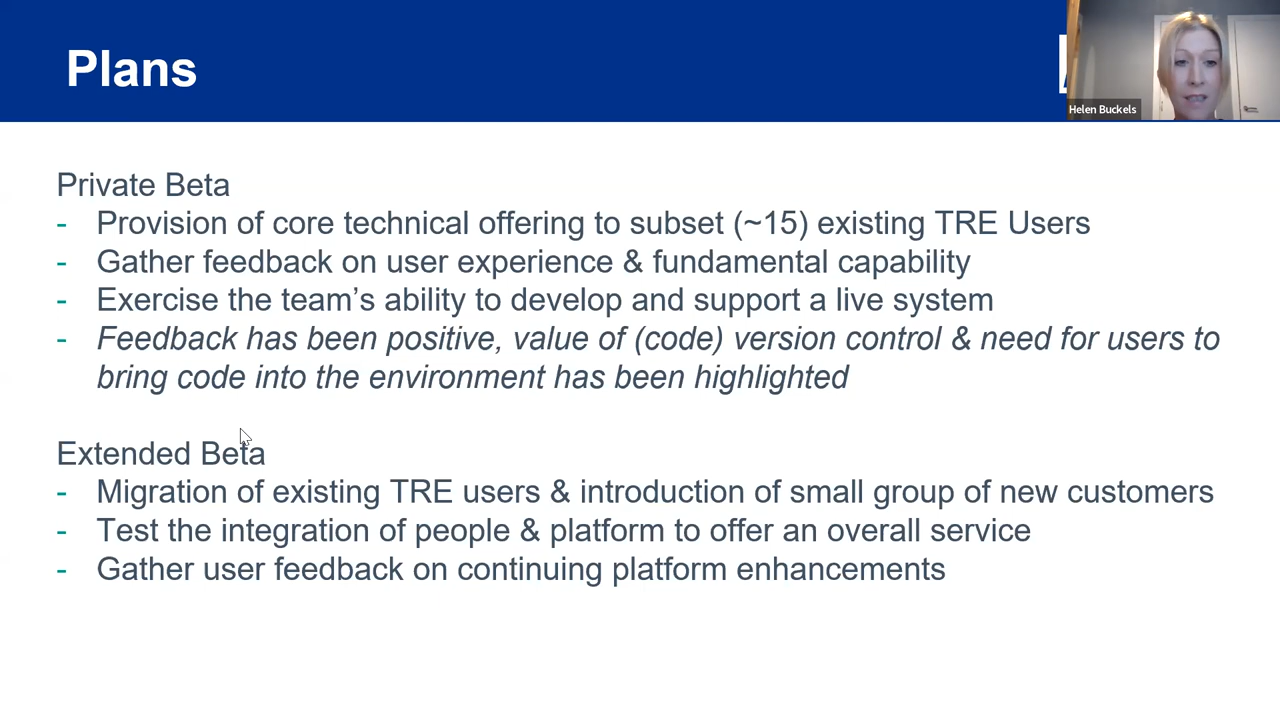 Plans
Helen Buckels
Private Beta
- Provision of core technical offering to subset (~15) existing TRE Users
- Gather feedback on user experience & fundamental capability
- Exercise the team's ability to develop and support a live system
- Feedback has been positive, value of (code) version control & need for users to
bring code into the environment has been highlighted
Extended Beta
- Migration of existing TRE users & introduction of small group of new customers
- Test the integration of people & platform to offer an overall service
- Gather user feedback on continuing platform enhancements